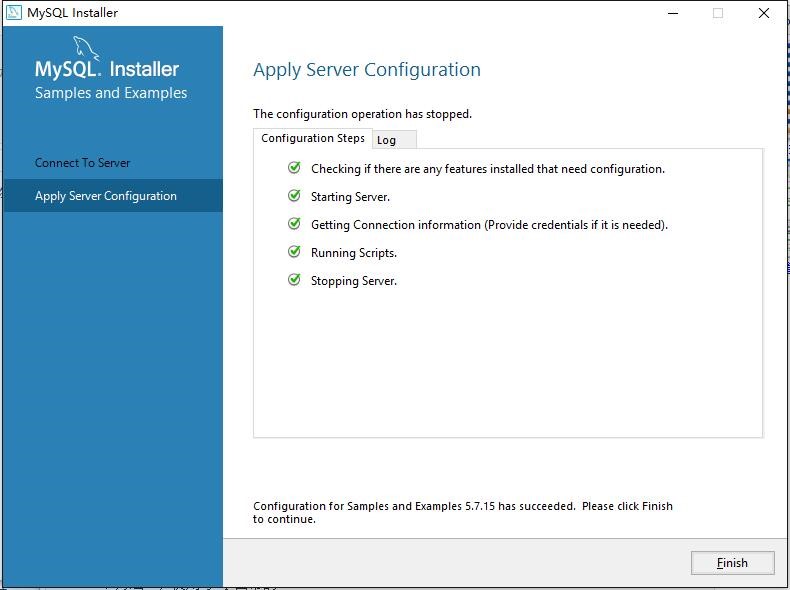 MySQL Installer
MySQL. Installer
Samples and Examples
Connect To Server
Apply Server Configuration
Apply Server Configuration
The configuration operation has stopped.
Configuration Steps
Log
Checking if there are any features installed that need configuration.
Starting Server.
Getting Connection information (Provide credentials if it is needed).
Running Scripts.
Stopping Server.
Configuration for Samples and Examples 5.7.15 has succeeded. Please click Finish
to continue.
Finish